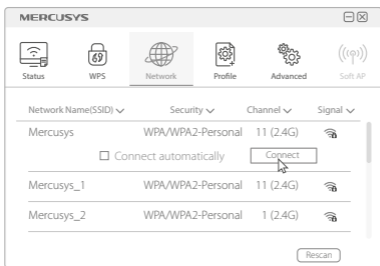 MERCUSYS
69
Status WPS Network Profile Advanced Soft AP
Network Name(SSID) Security Channel Signal
Mercusys WPA/WPA2-Personal 11 (2.4G)
Connect automatically Connect
Mercusys_1 WPA/WPA2-Personal 11 (2.4G)
Mercusys_2 WPA/WPA2-Personal 1 (2.4G)
Rescan